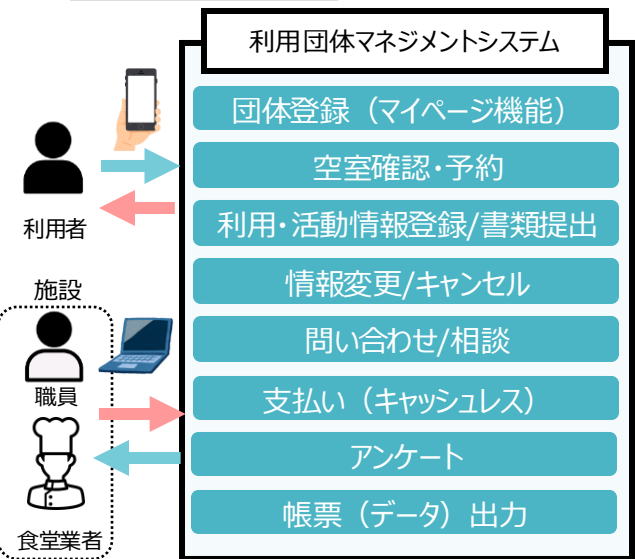 利用団体マネジメントシステム
団体登録（マイページ機能）
空室確認・予約
利用・活動情報登録/書類提出
情報変更/キャンセル
問い合わせ/相談
支払い（キャッシュレス）
アンケート
帳票（データ）出力
利用者
施設
職員
食堂業者